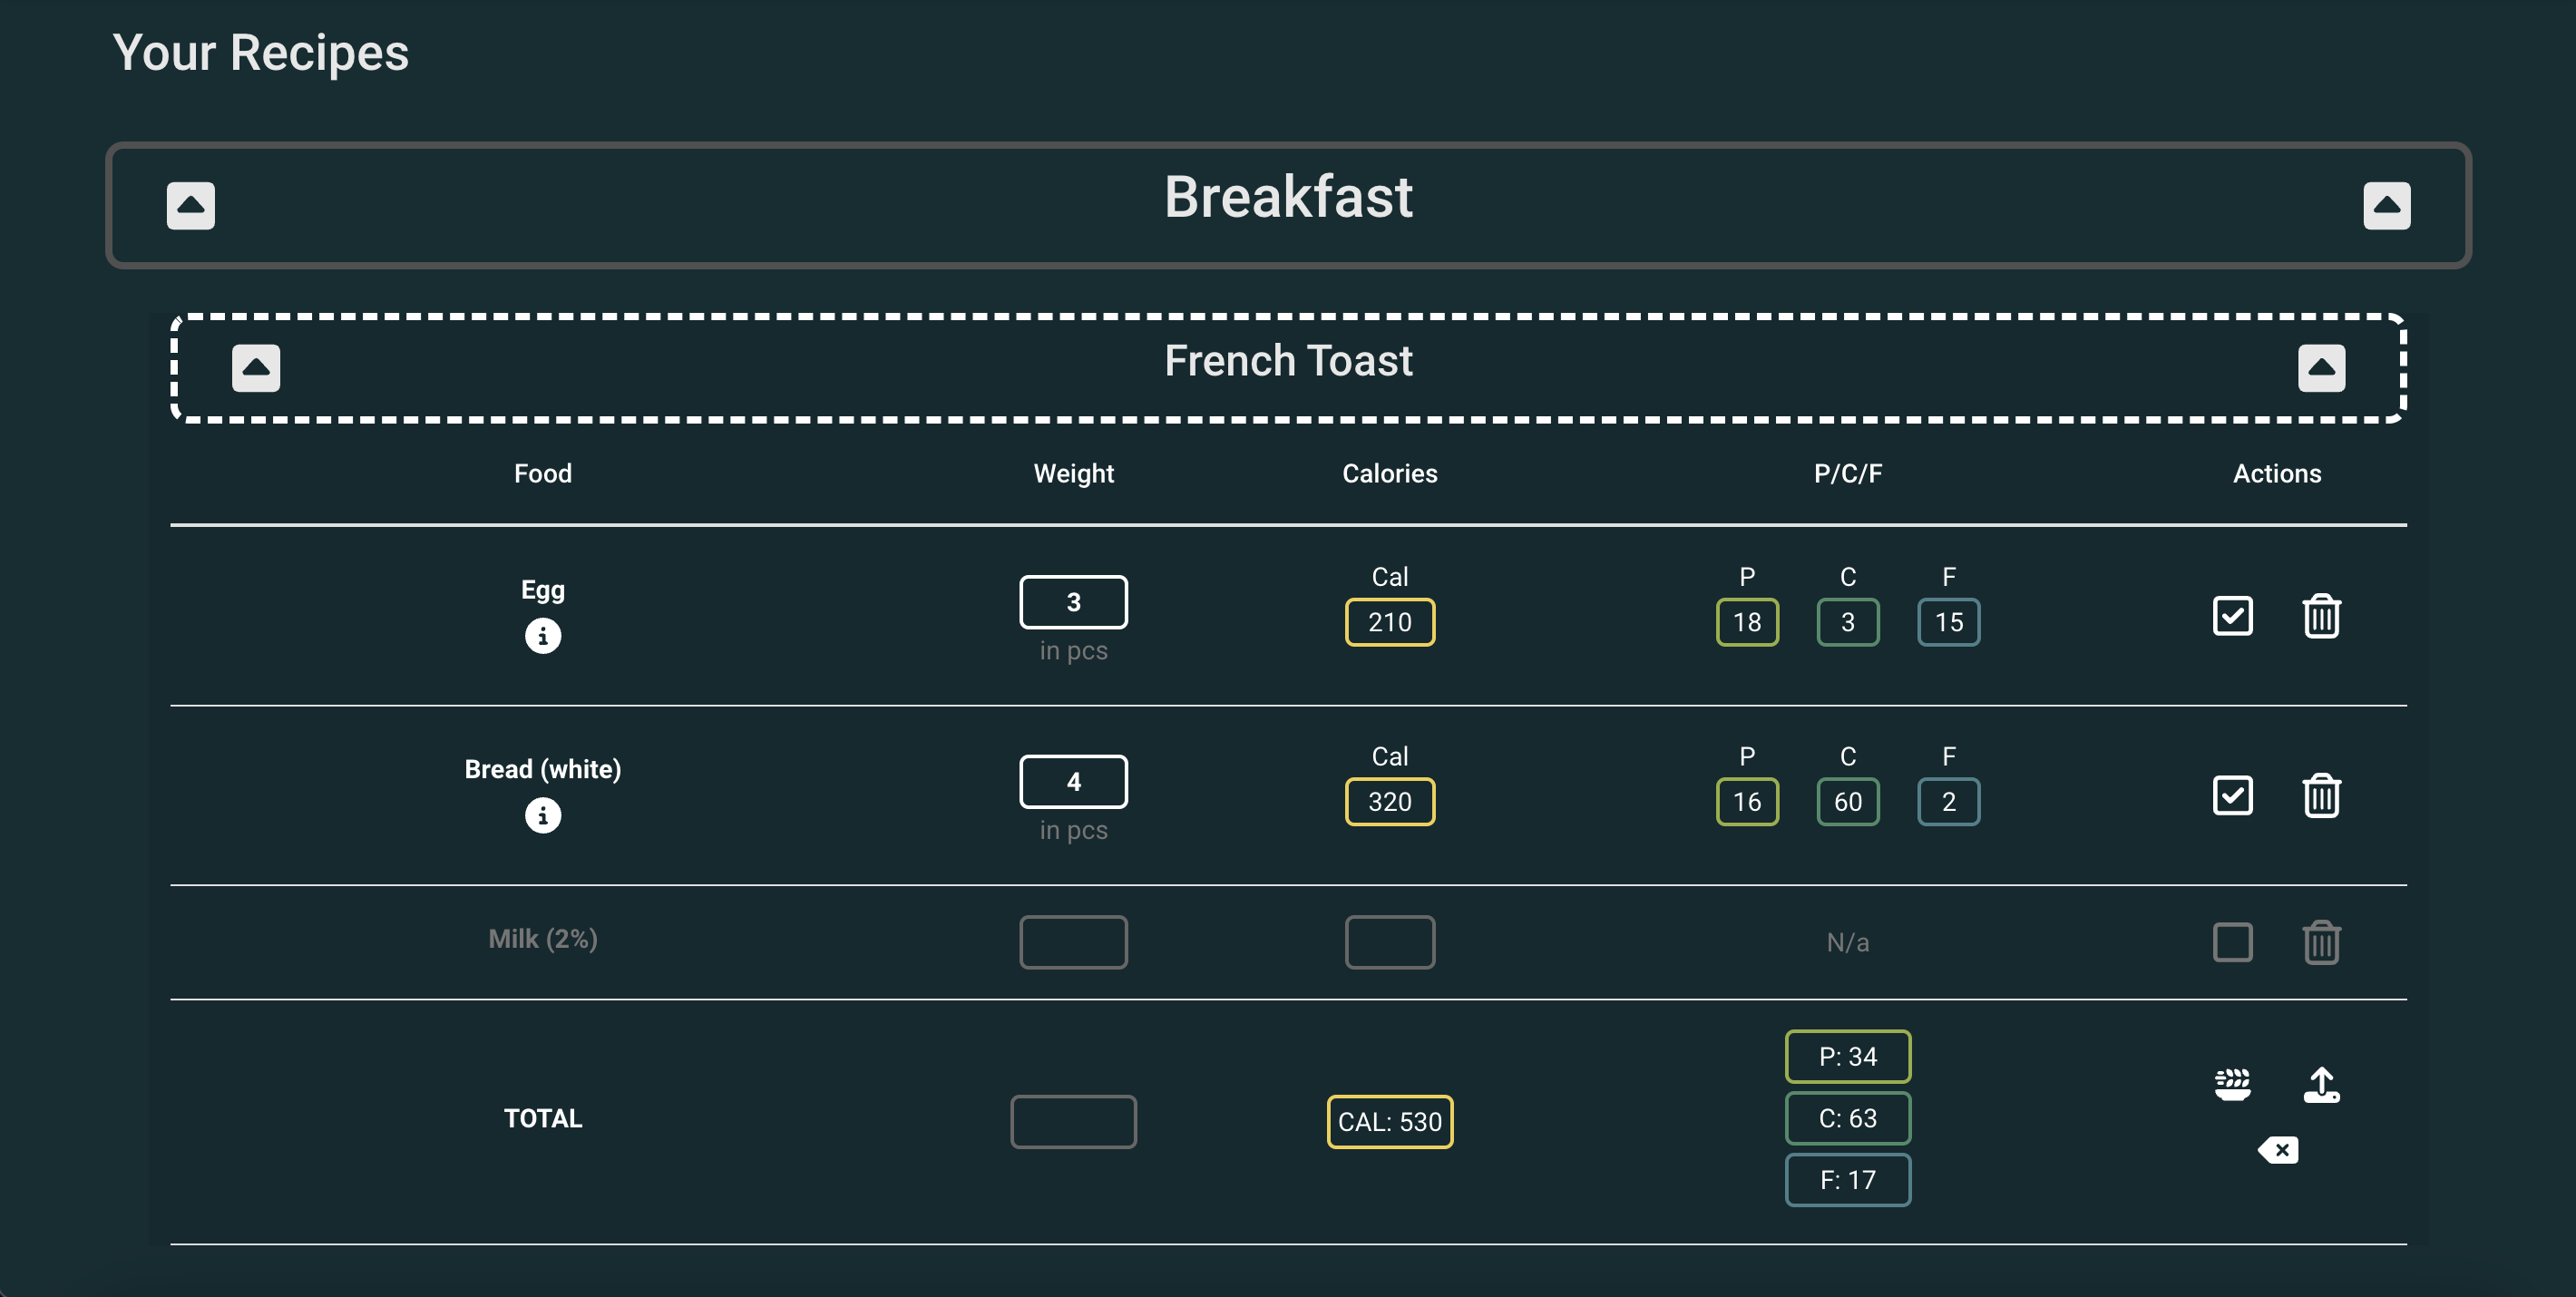 Your Recipes
Breakfast
French Toast
Food Weight Calories P/C/F Actions
Egg
3
in pcs
Cal
210
P C F
18 3 15
Bread (white)
4
in pcs
Cal
320
P C F
16 60 2
Milk (2%) N/a
TOTAL
CAL: 530
P: 34
C: 63
F: 17